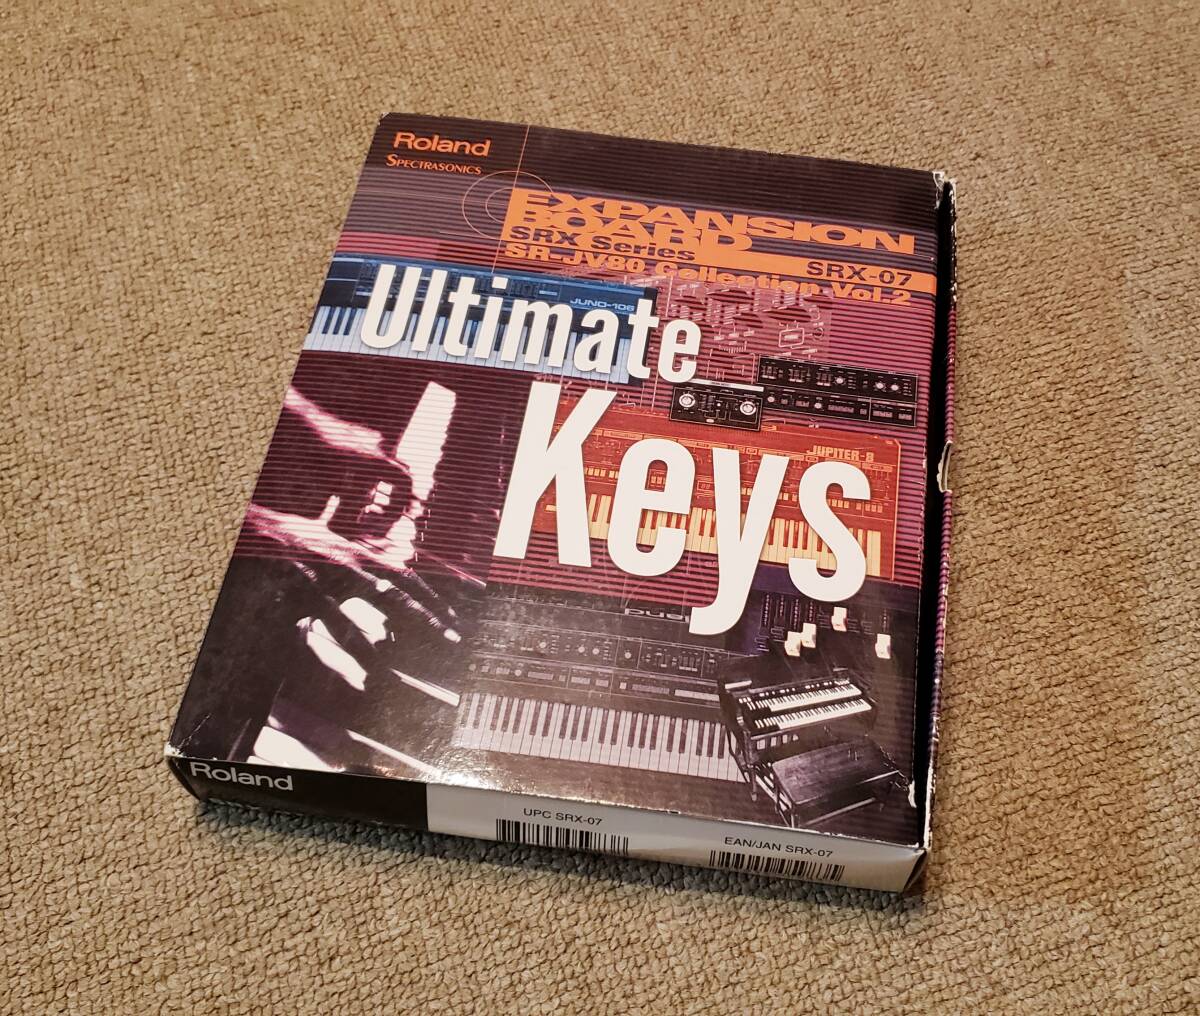 Roland
SPECTRASONICS
EXPANSION
BOARD
SRX Series SRX-07
SR-JV80 Collection Vol.2
Ultimate
JUNO-106
Keys
JUPITER-8
Roland
UPC SRX-07
EAN/JAN SRX-07